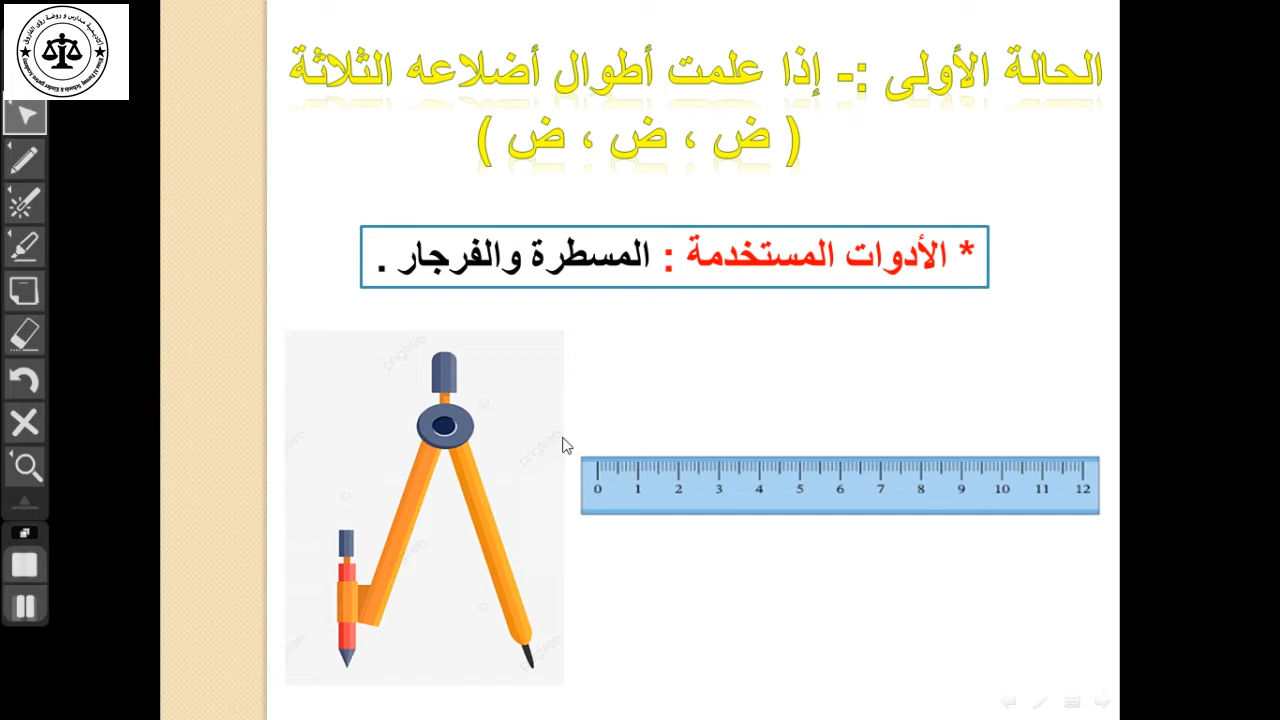 الحالة الأولى :- إذا علمت أطوال أضلاعه الثلاثة
( ض ، ض ، ض )
* الأدوات المستخدمة : المسطرة والفرجار .
0 1 2 3 4 5 6 7 8 9 10 11 12
pngtree